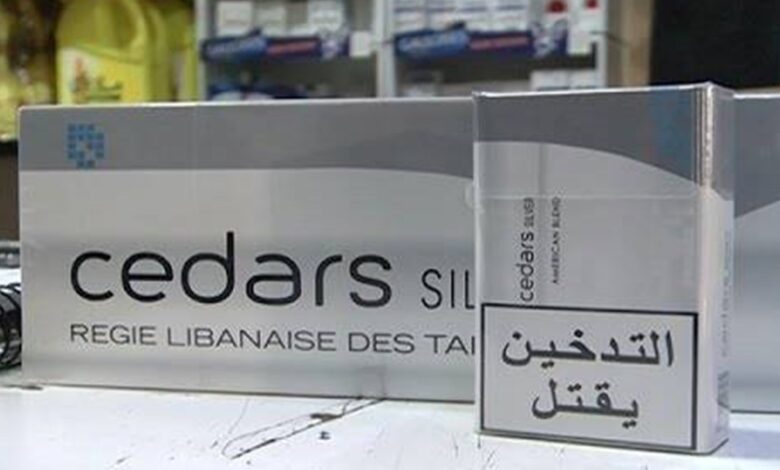 cedars SIL
REGIE LIBANAISE DES TA
cedars SILVER
AMERICAN BLEND
التدخين
يقتل